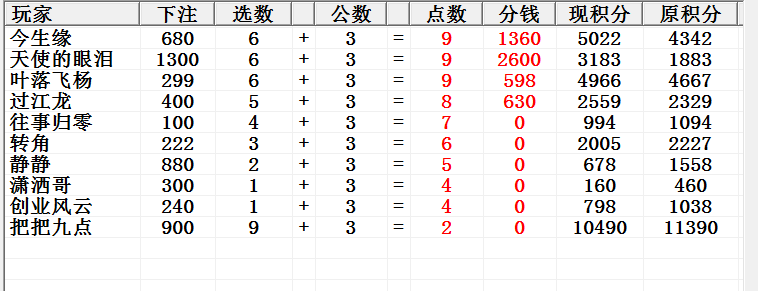 玩家 下注 选数 公数 点数 分钱 现积分 原积分
今生缘 680 6 + 3 = 9 1360 5022 4342
天使的眼泪 1300 6 + 3 = 9 2600 3183 1883
叶落飞杨 299 6 + 3 = 9 598 4966 4667
过江龙 400 5 + 3 = 8 630 2559 2329
往事归零 100 4 + 3 = 7 0 994 1094
转角 222 3 + 3 = 6 0 2005 2227
静静 880 2 + 3 = 5 0 678 1558
潇洒哥 300 1 + 3 = 4 0 160 460
创业风云 240 1 + 3 = 4 0 798 1038
把把九点 900 9 + 3 = 2 0 10490 11390